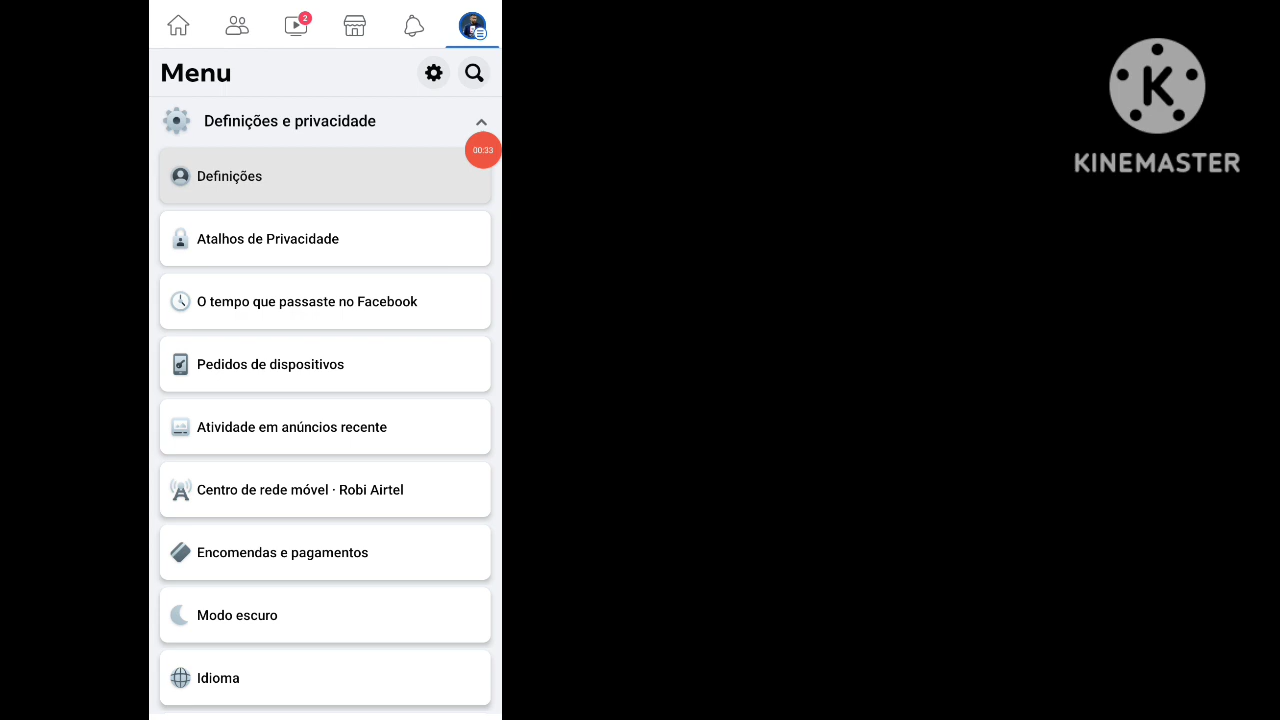 2
Menu
Definições e privacidade
00:33
Definições
Atalhos de Privacidade
O tempo que passaste no Facebook
Pedidos de dispositivos
Atividade em anúncios recente
Centro de rede móvel · Robi Airtel
Encomendas e pagamentos
Modo escuro
Idioma
K
KINEMASTER